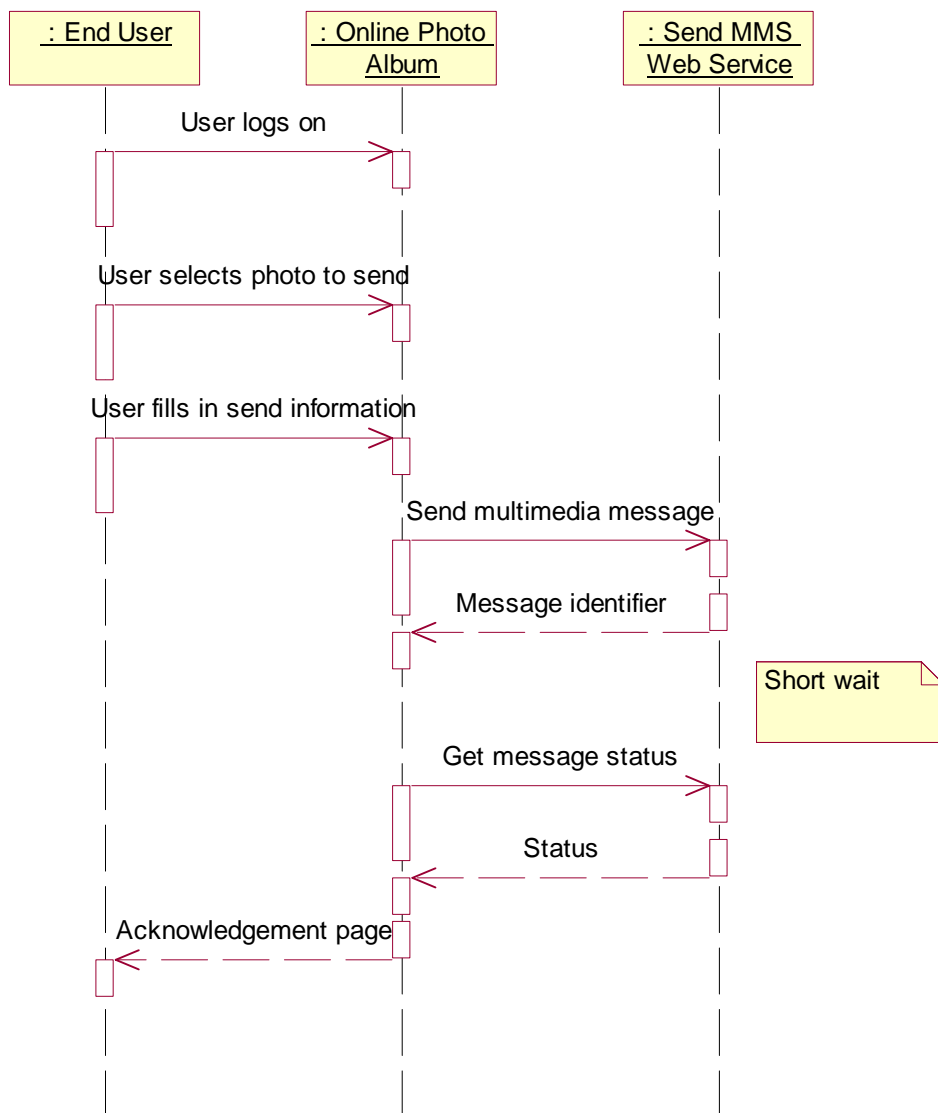 : End User
: Online Photo
Album
: Send MMS
Web Service
User logs on
User selects photo to send
User fills in send information
Send multimedia message
Message identifier
Short wait
Get message status
Status
Acknowledgement page